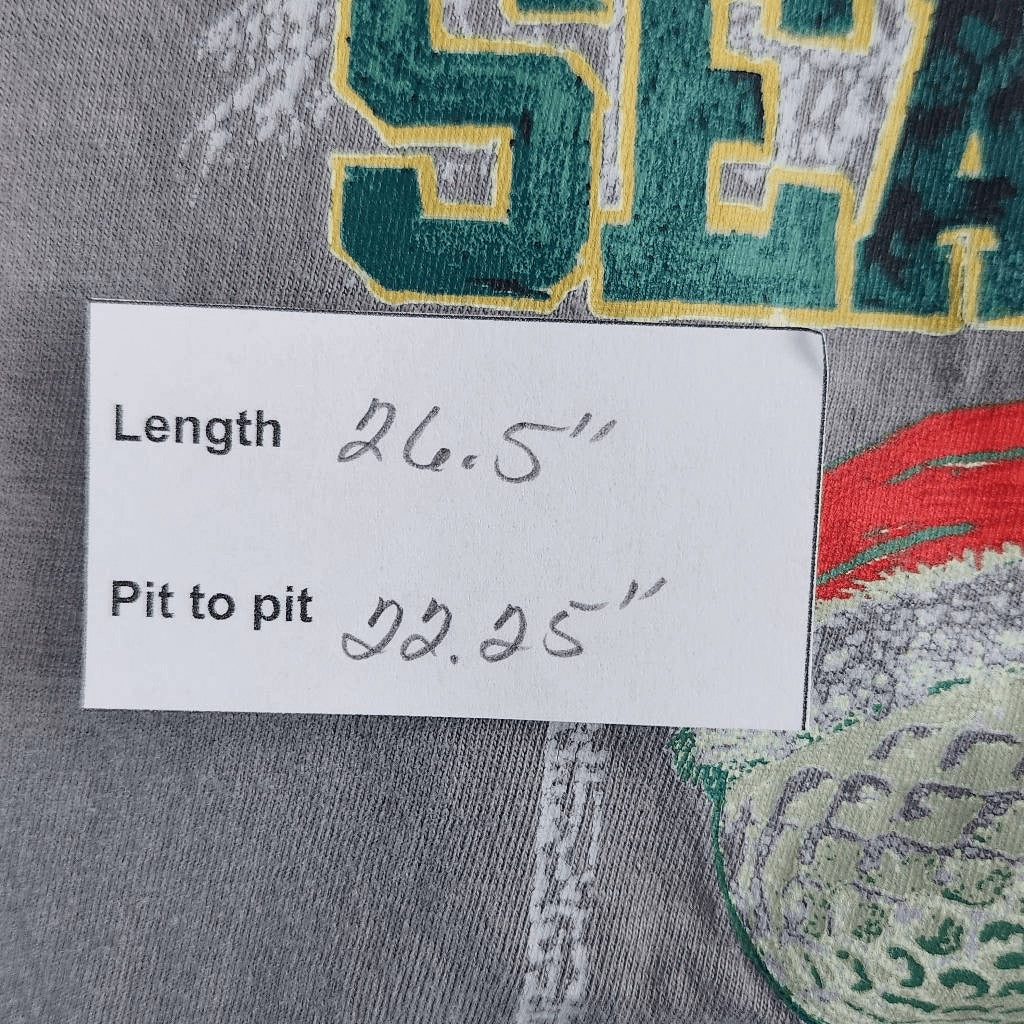 SEA
Length 26.5"
Pit to pit 22.25"